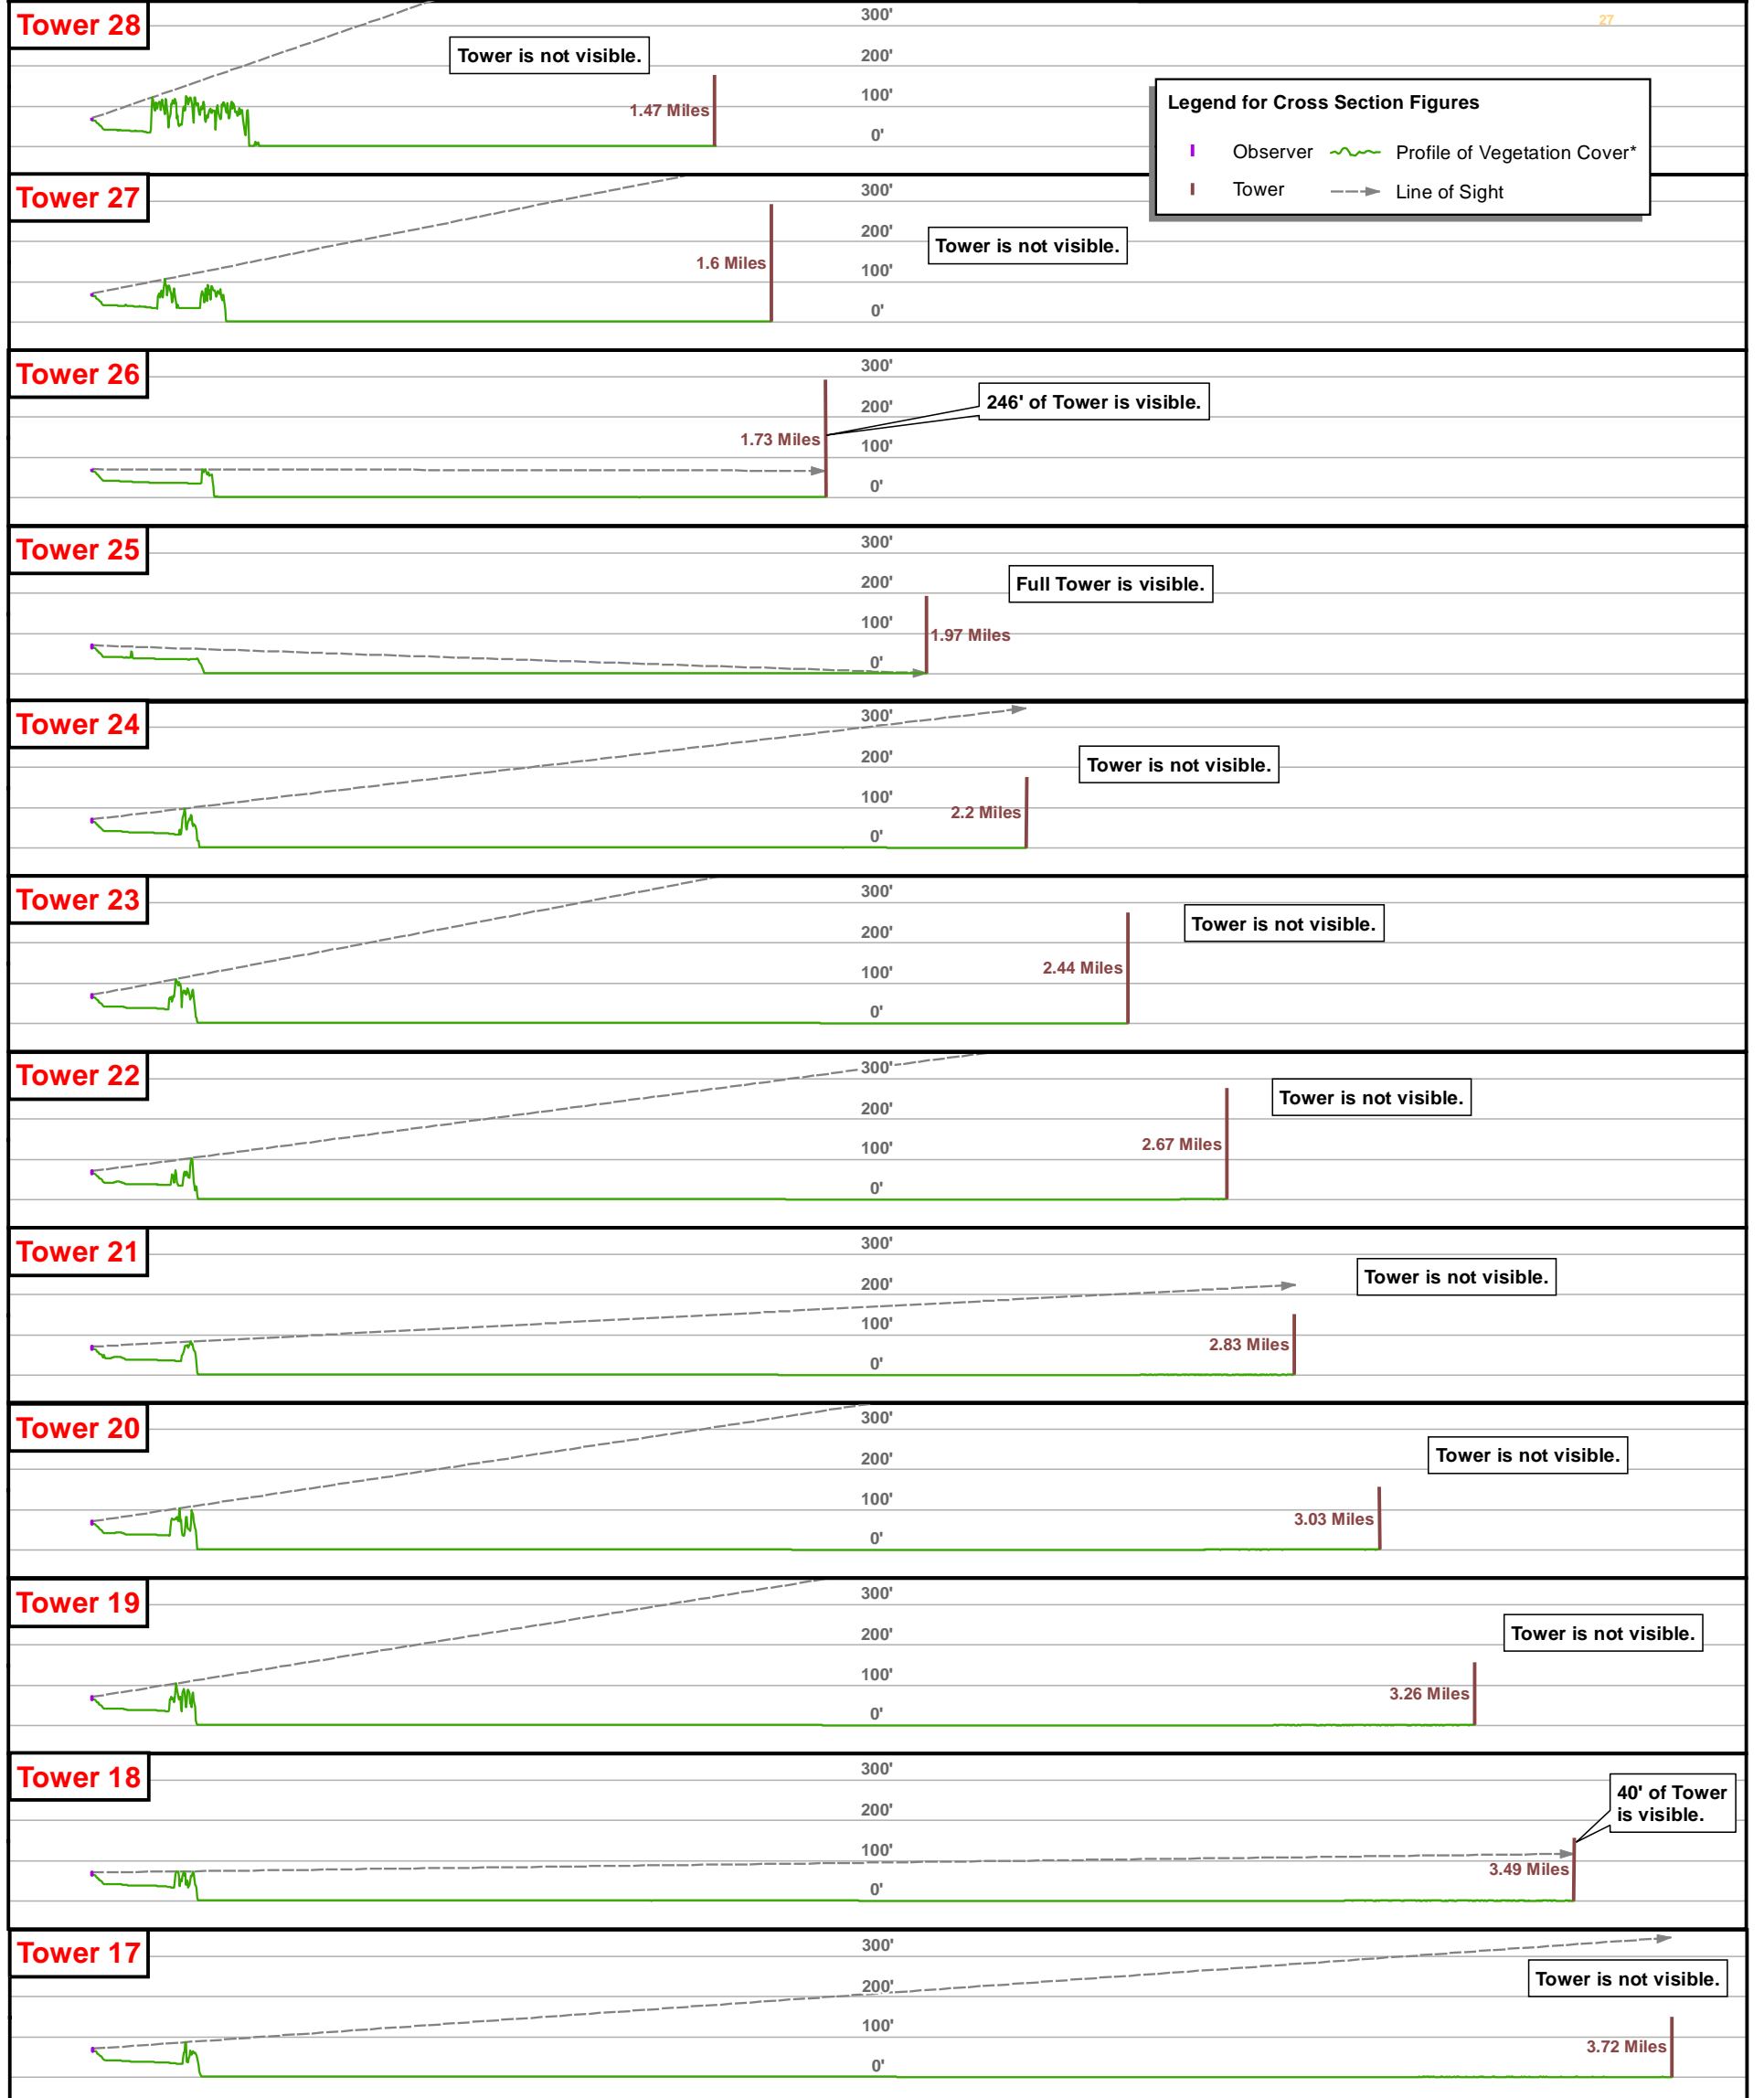 Tower 28
300'
27
200'
Tower is not visible.
100'
1.47 Miles
0'
Legend for Cross Section Figures
Observer
Profile of Vegetation Cover*
Tower
Line of Sight
Tower 27
300'
200'
Tower is not visible.
1.6 Miles
100'
0'
Tower 26
300'
200'
246' of Tower is visible.
1.73 Miles
100'
0'
Tower 25
300'
200'
Full Tower is visible.
100'
1.97 Miles
0'
Tower 24
300'
200'
Tower is not visible.
100'
2.2 Miles
0'
Tower 23
300'
200'
Tower is not visible.
100'
2.44 Miles
0'
Tower 22
300'
200'
Tower is not visible.
100'
2.67 Miles
0'
Tower 21
300'
200'
Tower is not visible.
100'
2.83 Miles
0'
Tower 20
300'
200'
Tower is not visible.
100'
3.03 Miles
0'
Tower 19
300'
200'
Tower is not visible.
100'
3.26 Miles
0'
Tower 18
300'
200'
40' of Tower
is visible.
100'
3.49 Miles
0'
Tower 17
300'
200'
Tower is not visible.
100'
3.72 Miles
0'